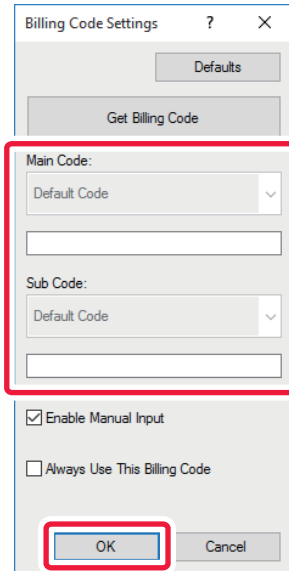 Billing Code Settings ? ×
Defaults
Get Billing Code
Main Code:
Default Code
Sub Code:
Default Code
Enable Manual Input
Always Use This Billing Code
OK Cancel